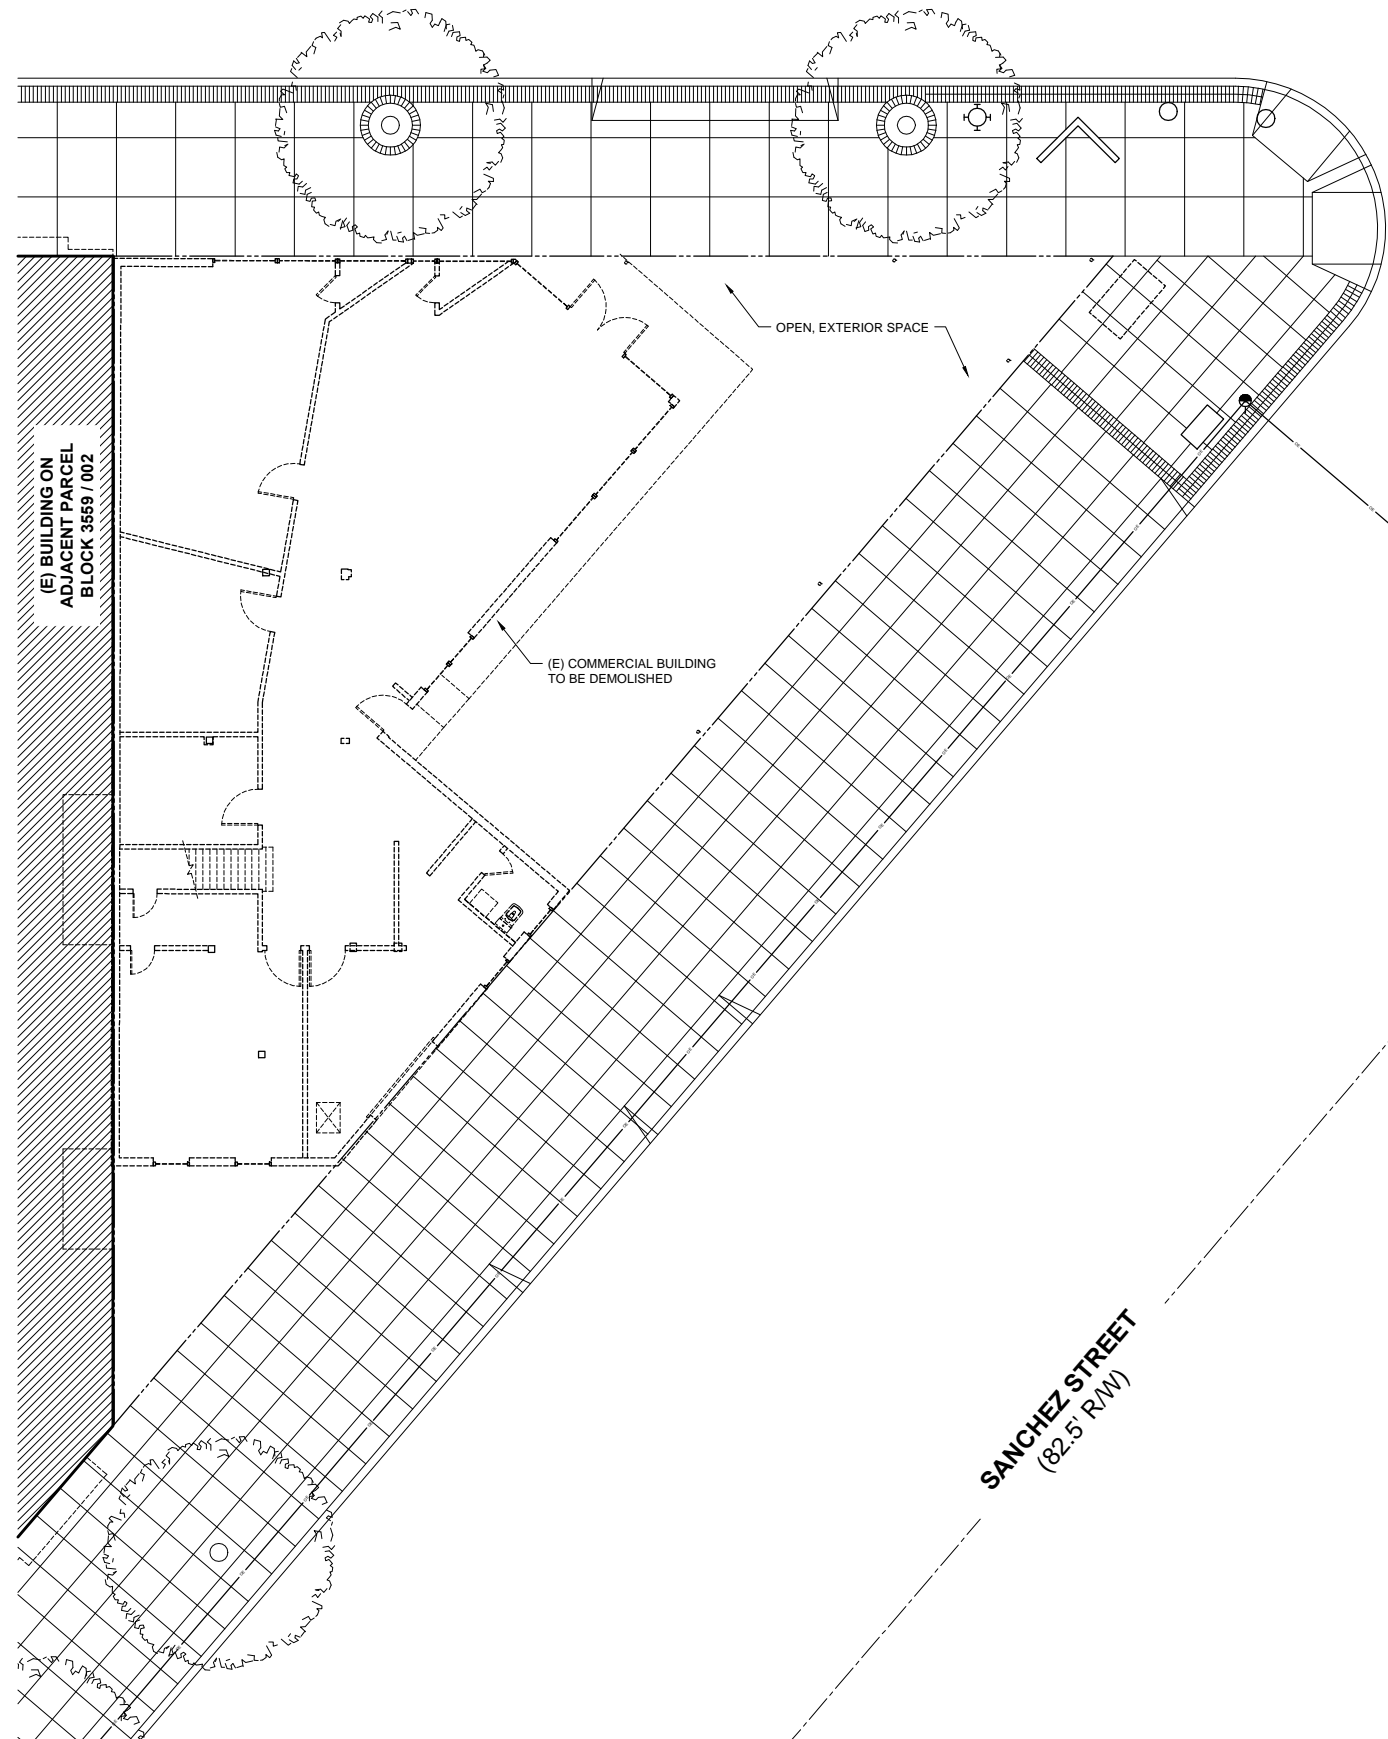 OPEN, EXTERIOR SPACE
(E) BUILDING ON
ADJACENT PARCEL
BLOCK 3559 / 002
(E) COMMERCIAL BUILDING
TO BE DEMOLISHED
SANCHEZ STREET
(82.5' R/W)